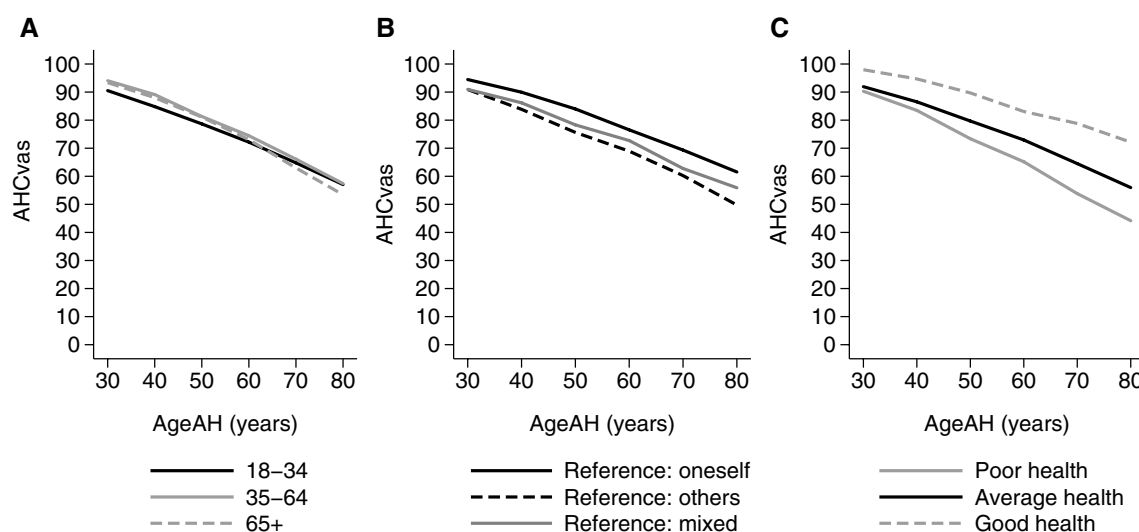 A
100
90
80
70
60
50
40
30
20
10
0
AHCvas
30 40 50 60 70 80
AgeAH (years)
18–34
35–64
65+
B
100
90
80
70
60
50
40
30
20
10
0
AHCvas
30 40 50 60 70 80
AgeAH (years)
Reference: oneself
Reference: others
Reference: mixed
C
100
90
80
70
60
50
40
30
20
10
0
AHCvas
30 40 50 60 70 80
AgeAH (years)
Poor health
Average health
Good health